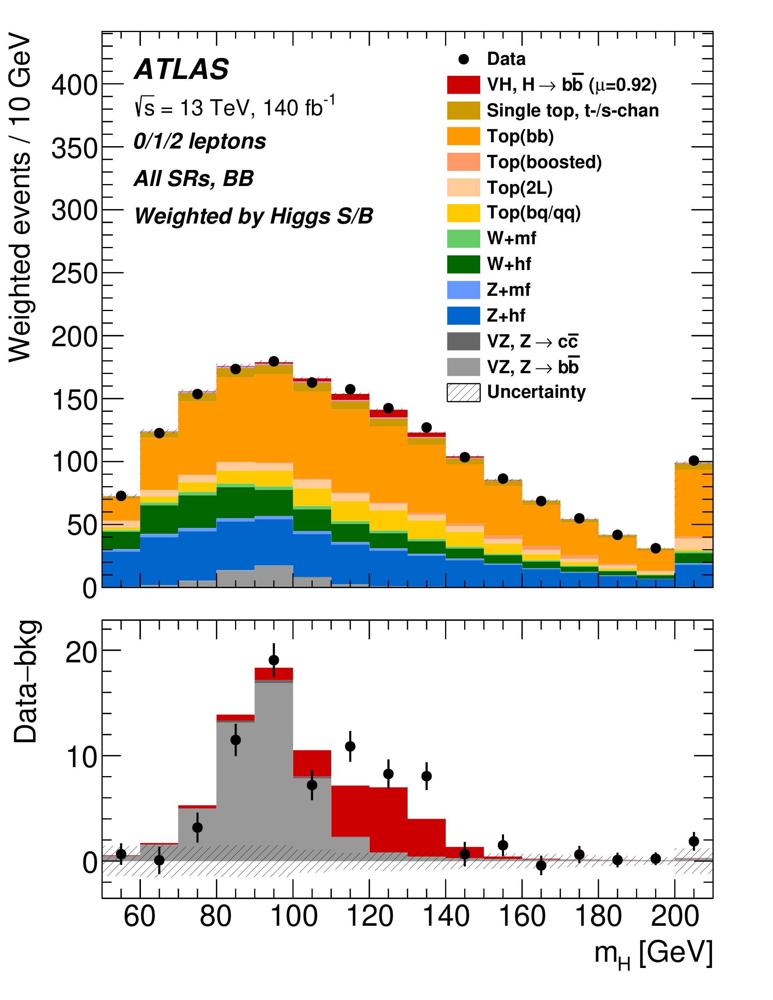 Weighted events / 10 GeV
400
350
300
250
200
150
100
50
0
ATLAS
√s = 13 TeV, 140 fb⁻¹
0/1/2 leptons
All SRs, BB
Weighted by Higgs S/B
Data
VH, H → bb̅ (μ=0.92)
Single top, t-/s-chan
Top(bb)
Top(boosted)
Top(2L)
Top(bq/qq)
W+mf
W+hf
Z+mf
Z+hf
VZ, Z → cc̅
VZ, Z → bb̅
Uncertainty
Data–bkg
20
10
0
60 80 100 120 140 160 180 200
m_H [GeV]